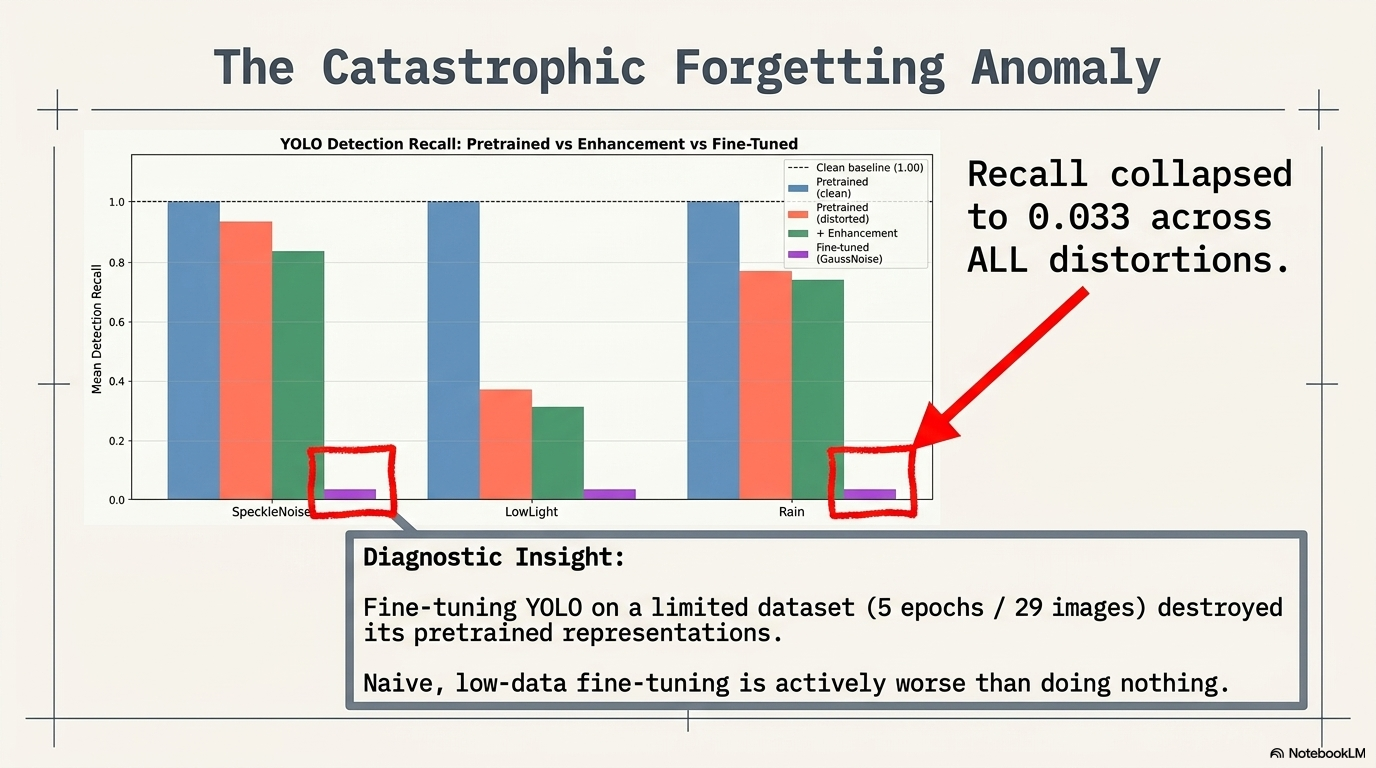 The Catastrophic Forgetting Anomaly
YOLO Detection Recall: Pretrained vs Enhancement vs Fine-Tuned
Clean baseline (1.00)
Pretrained
(clean)
Pretrained
(distorted)
+ Enhancement
Fine-tuned
(GaussNoise)
Mean Detection Recall
1.0
0.8
0.6
0.4
0.2
0.0
SpeckleNoise
LowLight
Rain
Recall collapsed
to 0.033 across
ALL distortions.
Diagnostic Insight:
Fine-tuning YOLO on a limited dataset (5 epochs / 29 images) destroyed
its pretrained representations.
Naive, low-data fine-tuning is actively worse than doing nothing.
NotebookLM